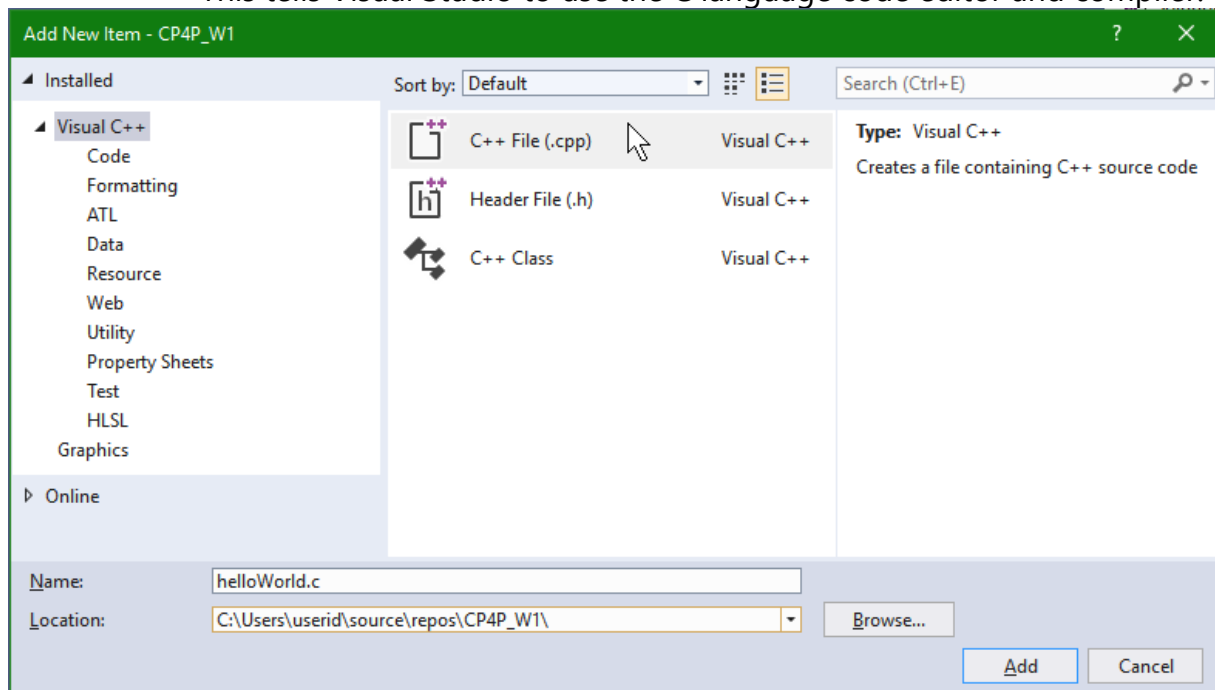 This tells Visual Studio to use the C language code editor and compiler.
Add New Item - CP4P_W1 ? ×
Installed
Sort by: Default
Search (Ctrl+E)
Visual C++
Code
Formatting
ATL
Data
Resource
Web
Utility
Property Sheets
Test
HLSL
Graphics
Online
C++ File (.cpp) Visual C++
Header File (.h) Visual C++
C++ Class Visual C++
Type: Visual C++
Creates a file containing C++ source code
Name: helloWorld.c
Location: C:\Users\userid\source\repos\CP4P_W1\
Browse...
Add Cancel